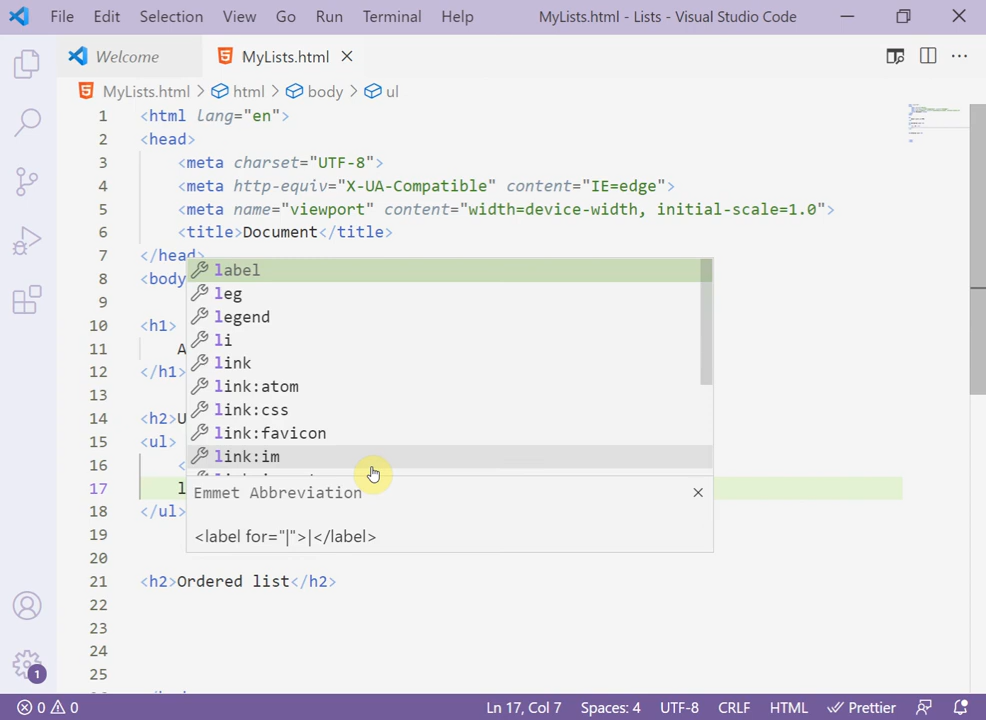 File Edit Selection View Go Run Terminal Help MyLists.html - Lists - Visual Studio Code
Welcome MyLists.html
MyLists.html > html > body > ul
1 <html lang="en">
2 <head>
3 <meta charset="UTF-8">
4 <meta http-equiv="X-UA-Compatible" content="IE=edge">
5 <meta name="viewport" content="width=device-width, initial-scale=1.0">
6 <title>Document</title>
7 </head>
8 <body
label
9
leg
10 <h1>
legend
11 A
li
12 </h1>
link
13
link:atom
14 <h2>U
link:css
15 <ul>
link:favicon
16 <
link:im
17 l
Emmet Abbreviation
18 </ul>
<label for="|">|</label>
19
20
21 <h2>Ordered list</h2>
22
23
24
25
1
0 0 Ln 17, Col 7 Spaces: 4 UTF-8 CRLF HTML Prettier